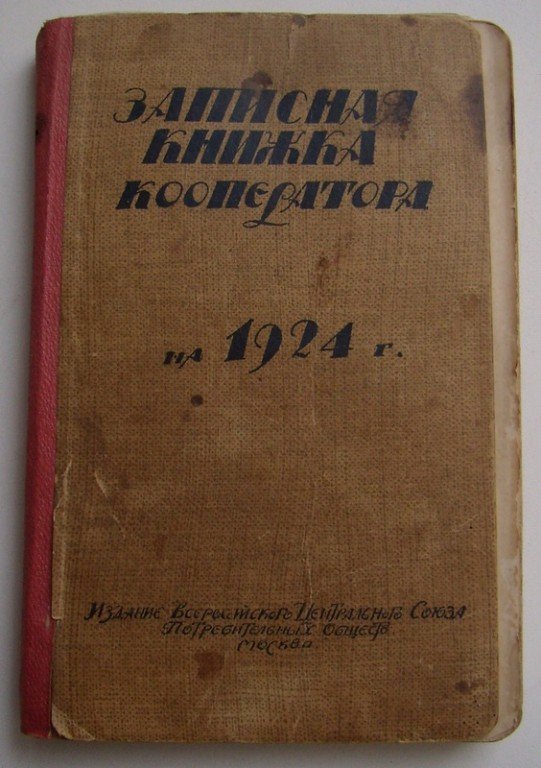 ЗАПИСНАЯ
КНИЖКА
КООПЕРАТОРА
на 1924 г.
Издание Всероссийского Центрального Союза
Потребительных Обществ
Москва